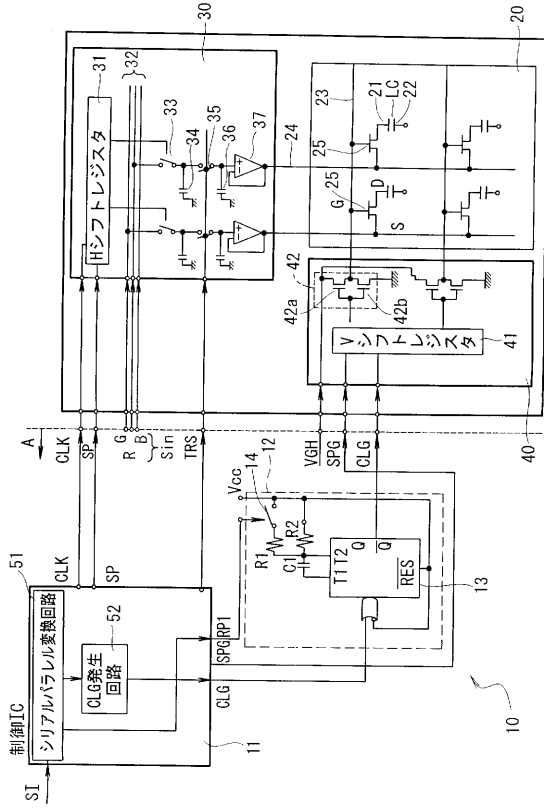 制御IC
51
シリアルパラレル変換回路
52
CLG発生
回路
SI
11
CLK
SP
SPG
RP1
CLG
A
CLK
SP
R
G
B
Sin
TRS
VGH
SPG
CLG
12
14
Vcc
R1
R2
C1
T1
T2
Q
Q
RES
13
10
30
31
Hシフトレジスタ
32
33
34
35
36
37
24
23
25
25
21
LC
22
G
D
S
20
42
42a
42b
Vシフトレジスタ
41
40